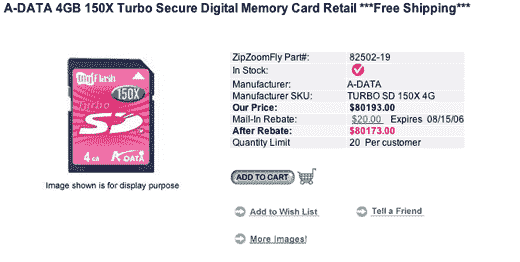 A-DATA 4GB 150X Turbo Secure Digital Memory Card Retail ***Free Shipping***
ZipZoomFly Part#: 82502-19
In Stock:
Manufacturer: A-DATA
Manufacturer SKU: TURBO SD 150X 4G
Our Price: $80193.00
Mail-In Rebate: $20.00 Expires 08/15/06
After Rebate: $80173.00
Quantity Limit 20 Per customer
ADD TO CART
Add to Wish List
Tell a Friend
More Images!
Digi Flash
150X
Turbo
SD
4GB A DATA
Image shown is for display purpose